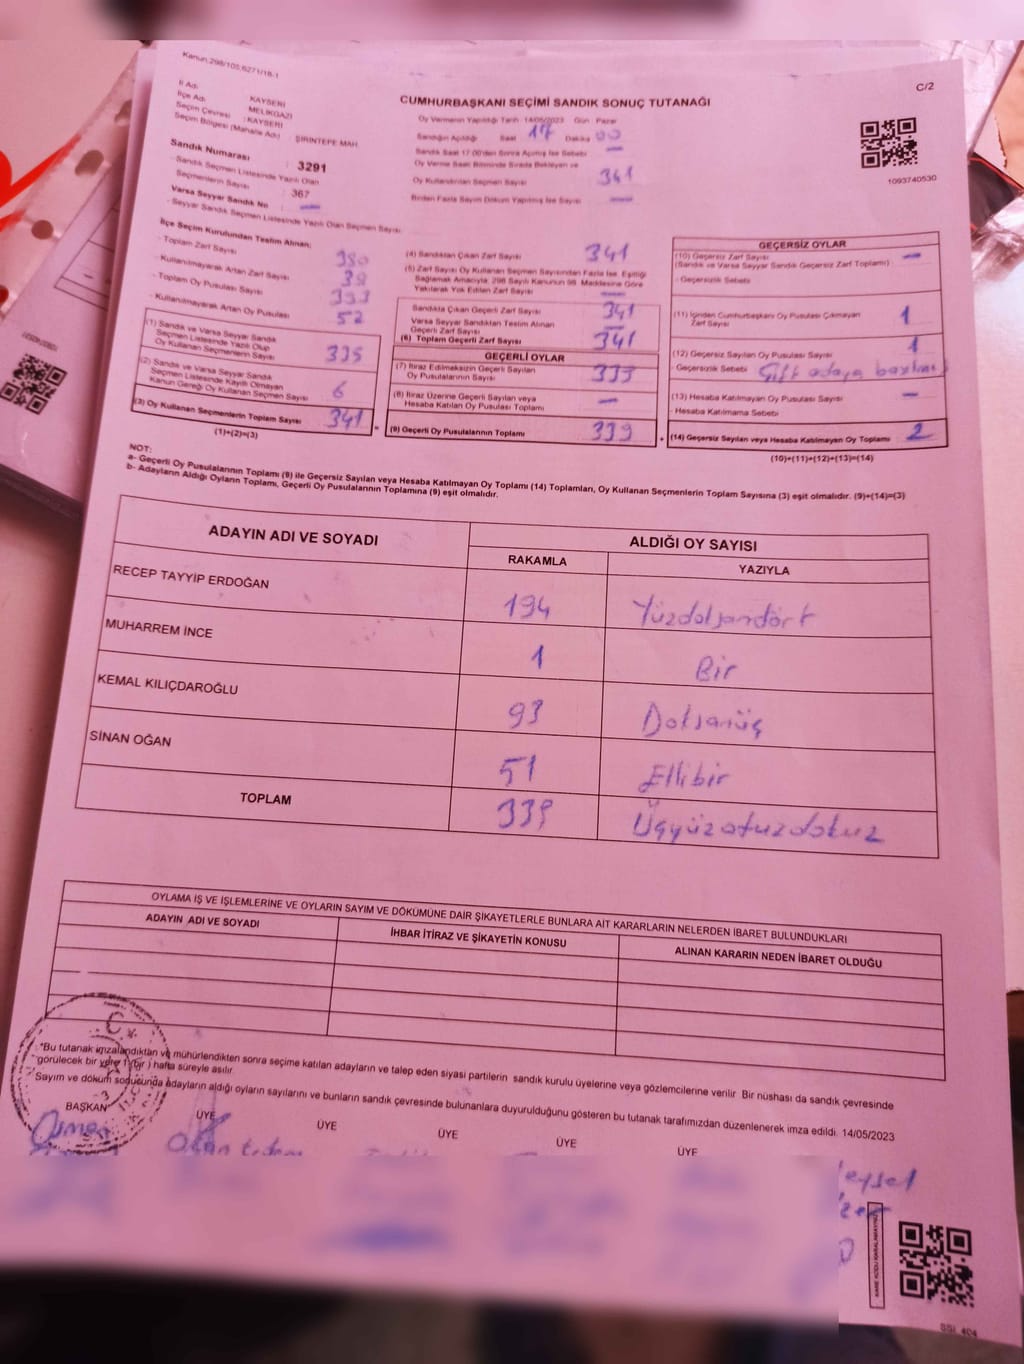 Kanun:298/105;6271/18-1
C/2
İl Adı : KAYSERİ
İlçe Adı : MELİKGAZİ
Seçim Çevresi : KAYSERİ
Seçim Bölgesi (Mahalle Adı) : ŞİRİNTEPE MAH.
Sandık Numarası : 3291
- Sandık Seçmen Listesinde Yazılı Olan
Seçmenlerin Sayısı : 367
Varsa Seyyar Sandık No : —
- Seyyar Sandık Seçmen Listesinde Yazılı Olan Seçmen Sayısı
CUMHURBAŞKANI SEÇİMİ SANDIK SONUÇ TUTANAĞI
Oy Vermenin Yapıldığı Tarih 14/05/2023 Gün Pazar
Sandığın Açıldığı Saat 17 Dakika 00
Sandık Saat 17:00'den Sonra Açılmış İse Sebebi —
Oy Verme Saati Bitiminde Sırada Bekleyen ve
Oy Kullandırılan Seçmen Sayısı 341
Birden Fazla Sayım Döküm Yapılmış İse Sayısı —
1093740530
İlçe Seçim Kurulundan Teslim Alınan;
- Toplam Zarf Sayısı 380
- Kullanılmayarak Artan Zarf Sayısı 39
- Toplam Oy Pusulası Sayısı 393
- Kullanılmayarak Artan Oy Pusulası 52
(1) Sandık ve Varsa Seyyar Sandık
Seçmen Listesinde Yazılı Olup
Oy Kullanan Seçmenlerin Sayısı 335
(2) Sandık ve Varsa Seyyar Sandık
Seçmen Listesinde Kayıtlı Olmayan
Kanun Gereği Oy Kullanan Seçmen Sayısı 6
(3) Oy Kullanan Seçmenlerin Toplam Sayısı 341
(1)+(2)=(3)
(4) Sandıktan Çıkan Zarf Sayısı 341
(5) Zarf Sayısı Oy Kullanan Seçmen Sayısından Fazla İse, Eşitliği
Sağlamak Amacıyla; 298 Sayılı Kanunun 98. Maddesine Göre
Yakılarak Yok Edilen Zarf Sayısı —
Sandıkta Çıkan Geçerli Zarf Sayısı 341
Varsa Seyyar Sandıktan Teslim Alınan
Geçerli Zarf Sayısı —
(6) Toplam Geçerli Zarf Sayısı 341
GEÇERLİ OYLAR
(7) İtiraz Edilmeksizin Geçerli Sayılan
Oy Pusulalarının Sayısı 339
(8) İtiraz Üzerine Geçerli Sayılan veya
Hesaba Katılan Oy Pusulası Toplamı —
= (9) Geçerli Oy Pusulalarının Toplamı 339
GEÇERSİZ OYLAR
(10) Geçersiz Zarf Sayısı —
(Sandık ve Varsa Seyyar Sandık Geçersiz Zarf Toplamı) :
- Geçersizlik Sebebi
(11) İçinden Cumhurbaşkanı Oy Pusulası Çıkmayan
Zarf Sayısı 1
(12) Geçersiz Sayılan Oy Pusulası Sayısı 1
- Geçersizlik Sebebi Çift adaya basılması
(13) Hesaba Katılmayan Oy Pusulası Sayısı —
- Hesaba Katılmama Sebebi
+ (14) Geçersiz Sayılan veya Hesaba Katılmayan Oy Toplamı 2
(10)+(11)+(12)+(13)=(14)
NOT:
a- Geçerli Oy Pusulalarının Toplamı (9) ile Geçersiz Sayılan veya Hesaba Katılmayan Oy Toplamı (14) Toplamları, Oy Kullanan Seçmenlerin Toplam Sayısına (3) eşit olmalıdır. (9)+(14)=(3)
b- Adayların Aldığı Oyların Toplamı, Geçerli Oy Pusulalarının Toplamına (9) eşit olmalıdır.
ADAYIN ADI VE SOYADI
ALDIĞI OY SAYISI
RAKAMLA YAZIYLA
RECEP TAYYİP ERDOĞAN 194 Yüzdoksandört
MUHARREM İNCE 1 Bir
KEMAL KILIÇDAROĞLU 93 Doksanüç
SİNAN OĞAN 51 Ellibir
TOPLAM 339 Üçyüzotuzdokuz
OYLAMA İŞ VE İŞLEMLERİNE VE OYLARIN SAYIM VE DÖKÜMÜNE DAİR ŞİKAYETLERLE BUNLARA AİT KARARLARIN NELERDEN İBARET BULUNDUKLARI
ADAYIN ADI VE SOYADI İHBAR İTİRAZ VE ŞİKAYETİN KONUSU ALINAN KARARIN NEDEN İBARET OLDUĞU
*Bu tutanak imzalandıktan ve mühürlendikten sonra seçime katılan adayların ve talep eden siyasi partilerin sandık kurulu üyelerine veya gözlemcilerine verilir. Bir nüshası da sandık çevresinde
görülecek bir yere 1 (bir) hafta süreyle asılır.
Sayım ve döküm sonucunda adayların aldığı oyların sayılarını ve bunların sandık çevresinde bulunanlara duyurulduğunu gösteren bu tutanak tarafımızdan düzenlenerek imza edildi. 14/05/2023
BAŞKAN ÜYE ÜYE ÜYE ÜYE ÜYE
Osman
KARE KODU KARALAMAYINIZ